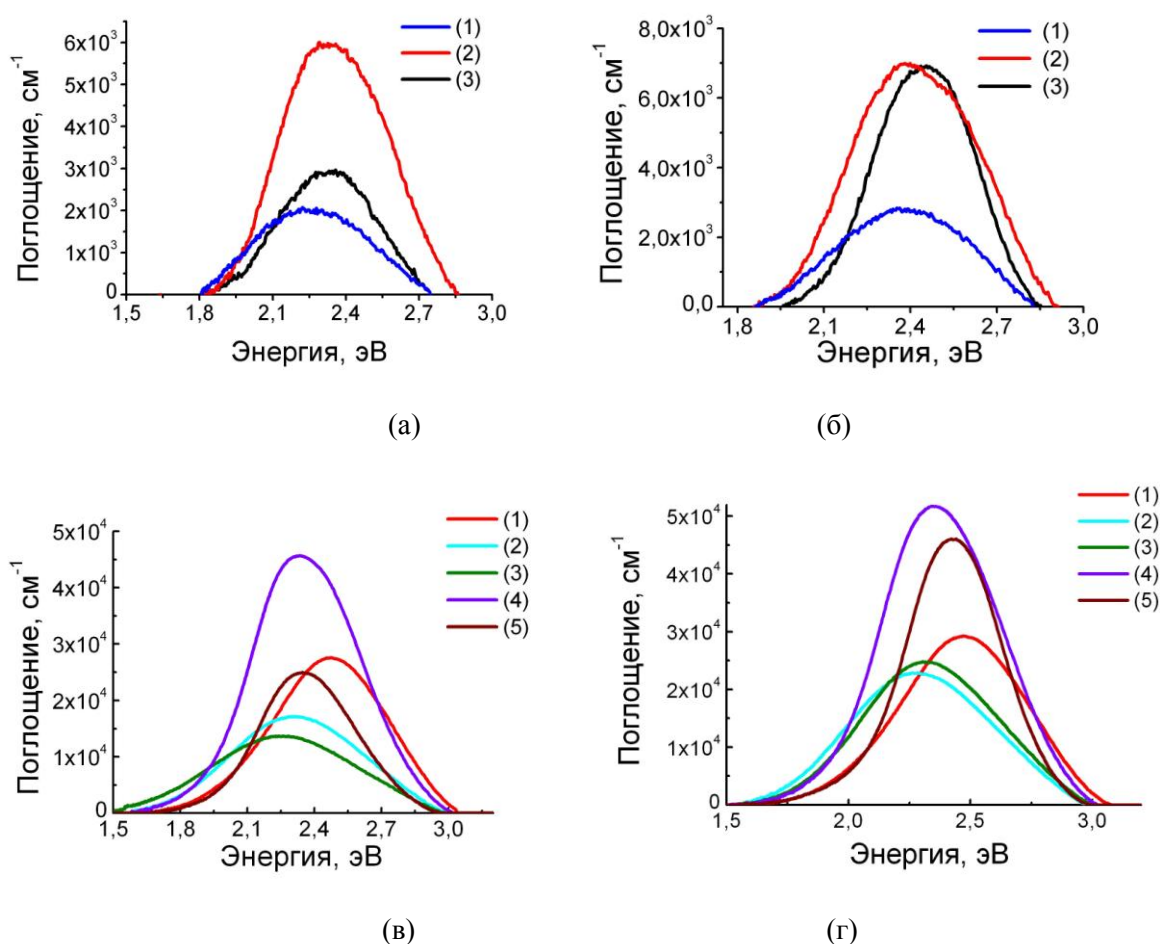 (1)
(2)
(3)
6x10³
5x10³
4x10³
3x10³
2x10³
1x10³
0
Поглощение, см⁻¹
1,5 1,8 2,1 2,4 2,7 3,0
Энергия, эВ
(а)
(1)
(2)
(3)
8,0x10³
6,0x10³
4,0x10³
2,0x10³
0,0
Поглощение, см⁻¹
1,8 2,1 2,4 2,7 3,0
Энергия, эВ
(б)
(1)
(2)
(3)
(4)
(5)
5x10⁴
4x10⁴
3x10⁴
2x10⁴
1x10⁴
0
Поглощение, см⁻¹
1,5 1,8 2,1 2,4 2,7 3,0
Энергия, эВ
(в)
(1)
(2)
(3)
(4)
(5)
5x10⁴
4x10⁴
3x10⁴
2x10⁴
1x10⁴
0
Поглощение, см⁻¹
1,5 2,0 2,5 3,0
Энергия, эВ
(г)